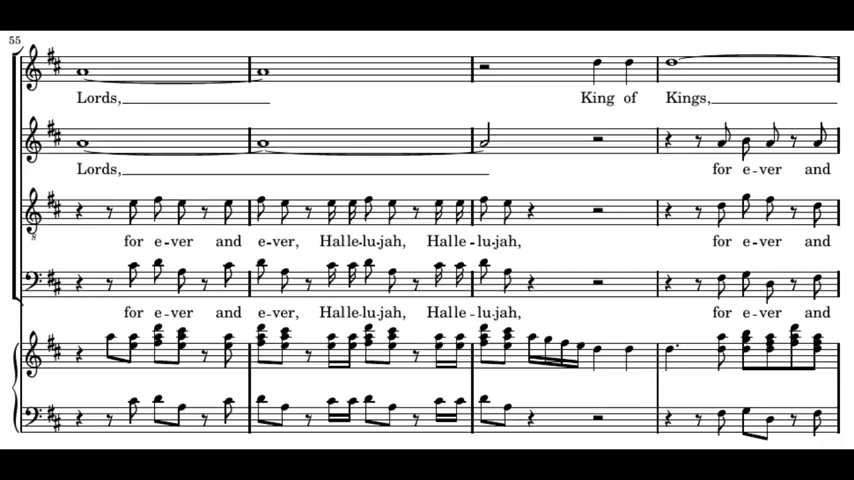 55
Lords, King of Kings,
Lords, for e-ver and
8
for e-ver and e-ver, Halle-lu-jah, Halle-lu-jah, for e-ver and
for e-ver and e-ver, Halle-lu-jah, Halle-lu-jah, for e-ver and